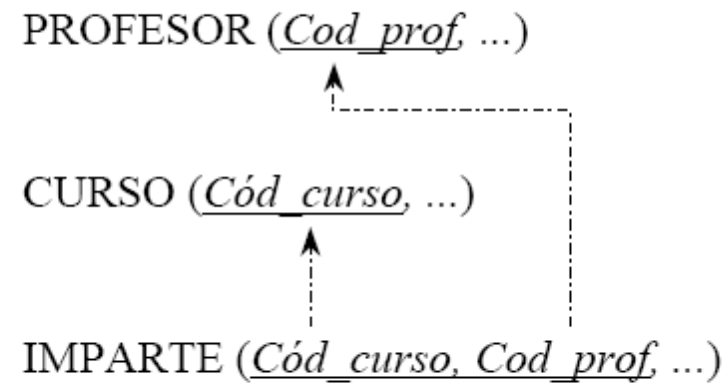 PROFESOR (Cod_prof, ...)
CURSO (Cód_curso, ...)
IMPARTE (Cód_curso, Cod_prof, ...)